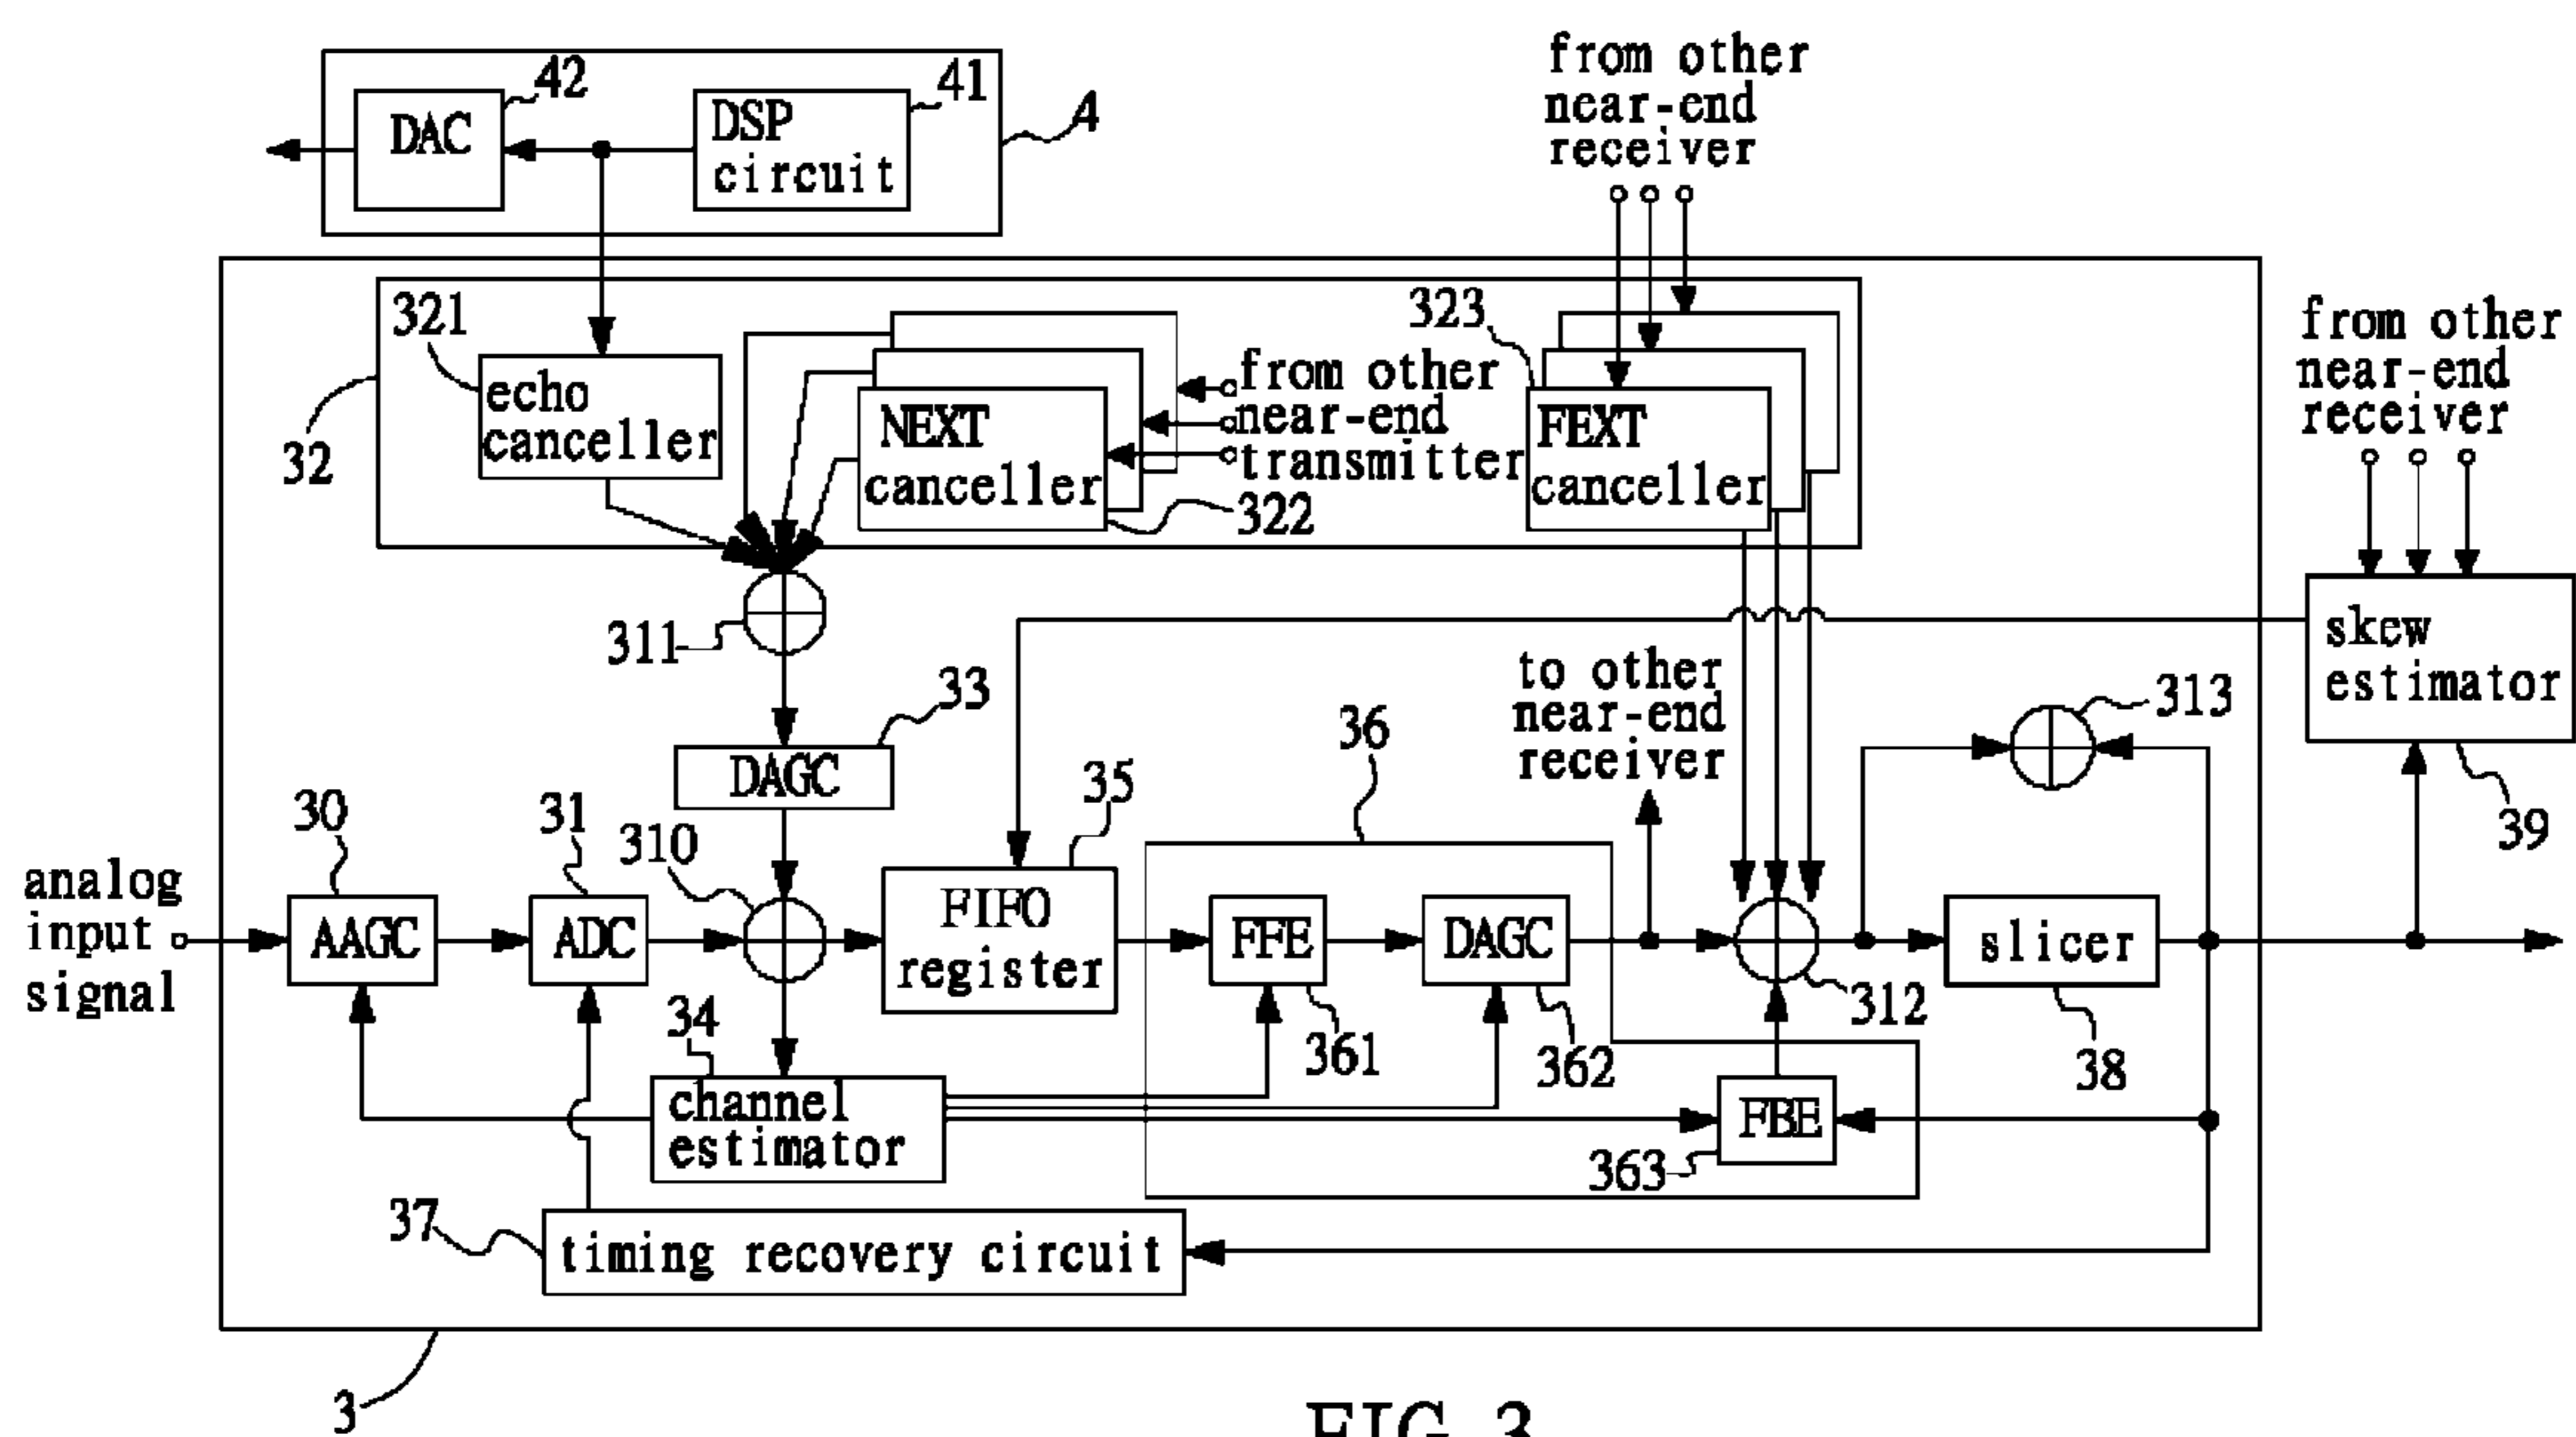 42
DAC
DSP
circuit
41
4
from other
near-end
receiver
321
echo
canceller
32
NEXT
canceller
322
from other
near-end
transmitter
323
FEXT
canceller
from other
near-end
receiver
311
33
DAGC
skew
estimator
39
313
to other
near-end
receiver
36
35
30
31
310
analog
input
signal
AAGC
ADC
FIFO
register
FFE
361
DAGC
362
312
slicer
38
34
channel
estimator
FBE
363
37
timing recovery circuit
3
FIG. 3